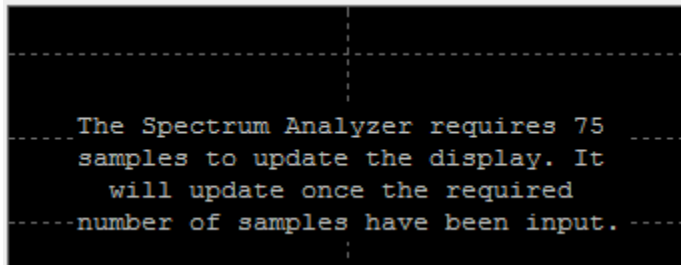 The Spectrum Analyzer requires 75
samples to update the display. It
will update once the required
number of samples have been input.